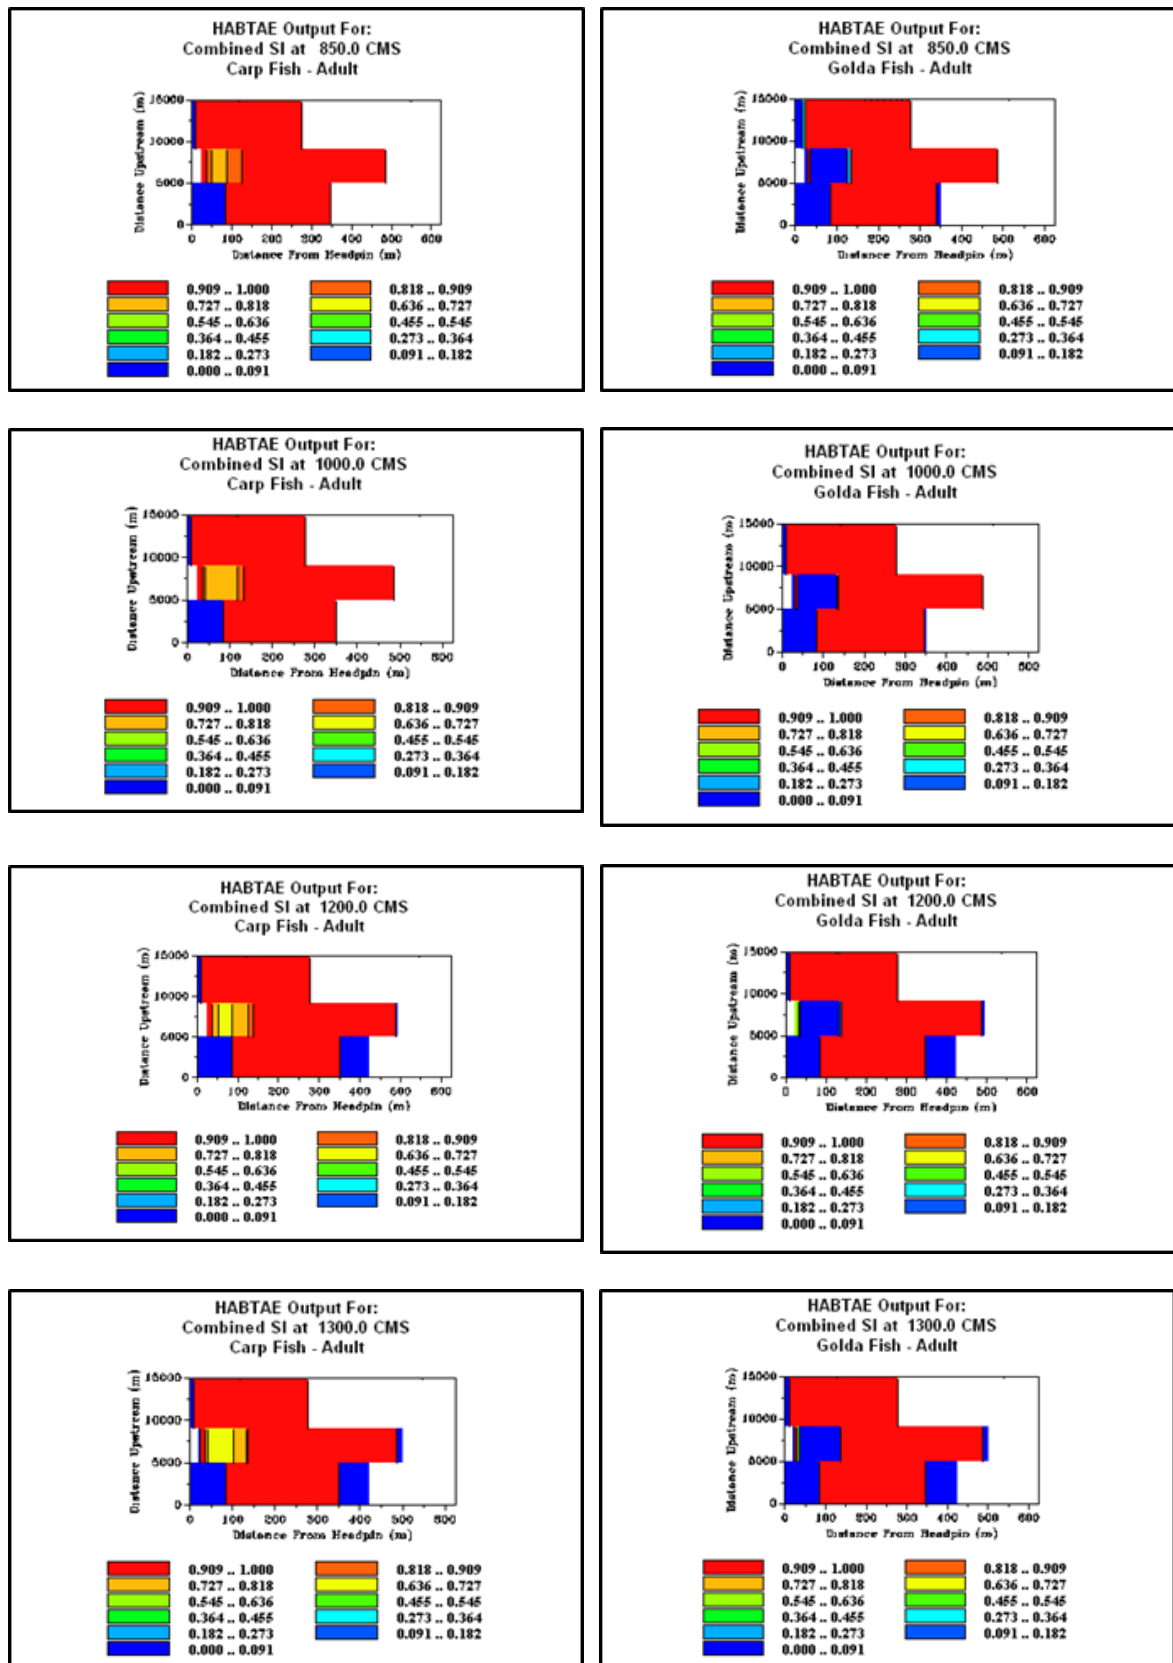 HABTAE Output For:
Combined SI at 850.0 CMS
Carp Fish - Adult
Distance Upstream (m)
15000
10000
5000
0
0 100 200 300 400 500 600
Distance From Headpin (m)
0.909 .. 1.000 0.818 .. 0.909
0.727 .. 0.818 0.636 .. 0.727
0.545 .. 0.636 0.455 .. 0.545
0.364 .. 0.455 0.273 .. 0.364
0.182 .. 0.273 0.091 .. 0.182
0.000 .. 0.091
HABTAE Output For:
Combined SI at 850.0 CMS
Golda Fish - Adult
Distance Upstream (m)
15000
10000
5000
0
0 100 200 300 400 500 600
Distance From Headpin (m)
0.909 .. 1.000 0.818 .. 0.909
0.727 .. 0.818 0.636 .. 0.727
0.545 .. 0.636 0.455 .. 0.545
0.364 .. 0.455 0.273 .. 0.364
0.182 .. 0.273 0.091 .. 0.182
0.000 .. 0.091
HABTAE Output For:
Combined SI at 1000.0 CMS
Carp Fish - Adult
Distance Upstream (m)
15000
10000
5000
0
0 100 200 300 400 500 600
Distance From Headpin (m)
0.909 .. 1.000 0.818 .. 0.909
0.727 .. 0.818 0.636 .. 0.727
0.545 .. 0.636 0.455 .. 0.545
0.364 .. 0.455 0.273 .. 0.364
0.182 .. 0.273 0.091 .. 0.182
0.000 .. 0.091
HABTAE Output For:
Combined SI at 1000.0 CMS
Golda Fish - Adult
Distance Upstream (m)
15000
10000
5000
0
0 100 200 300 400 500 600
Distance From Headpin (m)
0.909 .. 1.000 0.818 .. 0.909
0.727 .. 0.818 0.636 .. 0.727
0.545 .. 0.636 0.455 .. 0.545
0.364 .. 0.455 0.273 .. 0.364
0.182 .. 0.273 0.091 .. 0.182
0.000 .. 0.091
HABTAE Output For:
Combined SI at 1200.0 CMS
Carp Fish - Adult
Distance Upstream (m)
15000
10000
5000
0
0 100 200 300 400 500 600
Distance From Headpin (m)
0.909 .. 1.000 0.818 .. 0.909
0.727 .. 0.818 0.636 .. 0.727
0.545 .. 0.636 0.455 .. 0.545
0.364 .. 0.455 0.273 .. 0.364
0.182 .. 0.273 0.091 .. 0.182
0.000 .. 0.091
HABTAE Output For:
Combined SI at 1200.0 CMS
Golda Fish - Adult
Distance Upstream (m)
15000
10000
5000
0
0 100 200 300 400 500 600
Distance From Headpin (m)
0.909 .. 1.000 0.818 .. 0.909
0.727 .. 0.818 0.636 .. 0.727
0.545 .. 0.636 0.455 .. 0.545
0.364 .. 0.455 0.273 .. 0.364
0.182 .. 0.273 0.091 .. 0.182
0.000 .. 0.091
HABTAE Output For:
Combined SI at 1300.0 CMS
Carp Fish - Adult
Distance Upstream (m)
15000
10000
5000
0
0 100 200 300 400 500 600
Distance From Headpin (m)
0.909 .. 1.000 0.818 .. 0.909
0.727 .. 0.818 0.636 .. 0.727
0.545 .. 0.636 0.455 .. 0.545
0.364 .. 0.455 0.273 .. 0.364
0.182 .. 0.273 0.091 .. 0.182
0.000 .. 0.091
HABTAE Output For:
Combined SI at 1300.0 CMS
Golda Fish - Adult
Distance Upstream (m)
15000
10000
5000
0
0 100 200 300 400 500 600
Distance From Headpin (m)
0.909 .. 1.000 0.818 .. 0.909
0.727 .. 0.818 0.636 .. 0.727
0.545 .. 0.636 0.455 .. 0.545
0.364 .. 0.455 0.273 .. 0.364
0.182 .. 0.273 0.091 .. 0.182
0.000 .. 0.091